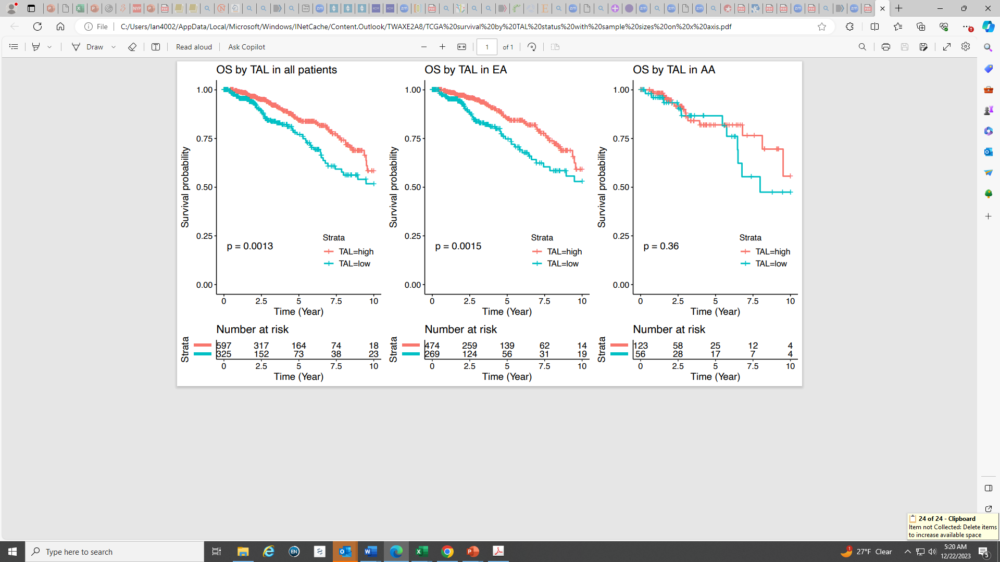 File
C:/Users/lan4002/AppData/Local/Microsoft/Windows/INetCache/Content.Outlook/TWAXE2A8/TCGA%20survival%20by%20TAL%20status%20with%20sample%20sizes%20on%20x%20axis.pdf
Draw
Read aloud
Ask Copilot
1
of 1
OS by TAL in all patients
Survival probability
1.00
0.75
0.50
0.25
0.00
p = 0.0013
Strata
TAL=high
TAL=low
0 2.5 5 7.5 10
Time (Year)
Number at risk
Strata
597 317 164 74 18
325 152 73 38 23
0 2.5 5 7.5 10
Time (Year)
OS by TAL in EA
Survival probability
1.00
0.75
0.50
0.25
0.00
p = 0.0015
Strata
TAL=high
TAL=low
0 2.5 5 7.5 10
Time (Year)
Number at risk
Strata
474 259 139 62 14
269 124 56 31 19
0 2.5 5 7.5 10
Time (Year)
OS by TAL in AA
Survival probability
1.00
0.75
0.50
0.25
0.00
p = 0.36
Strata
TAL=high
TAL=low
0 2.5 5 7.5 10
Time (Year)
Number at risk
Strata
123 58 25 12 4
56 28 17 7 4
0 2.5 5 7.5 10
Time (Year)
24 of 24 - Clipboard
Item not Collected: Delete items
to increase available space
Type here to search
EN
1
27°F Clear
5:20 AM
12/22/2023
5